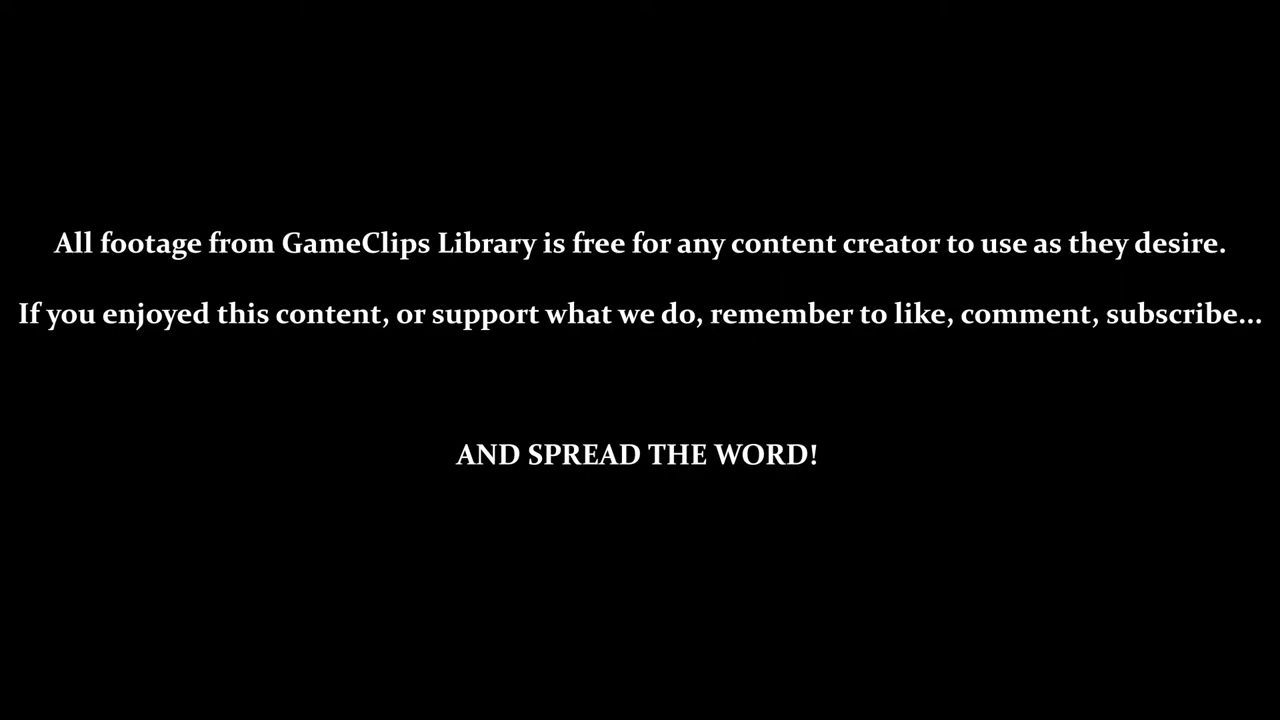 All footage from GameClips Library is free for any content creator to use as they desire.
If you enjoyed this content, or support what we do, remember to like, comment, subscribe...
AND SPREAD THE WORD!